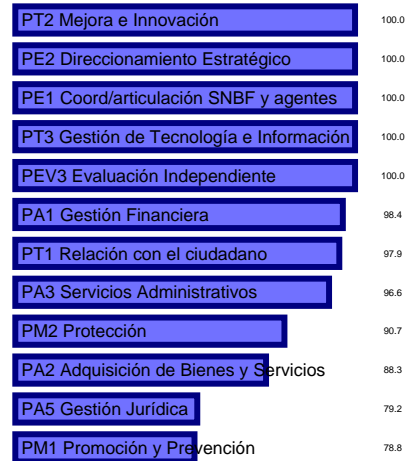 PT2 Mejora e Innovación 100.0
PE2 Direccionamiento Estratégico 100.0
PE1 Coord/articulación SNBF y agentes 100.0
PT3 Gestión de Tecnología e Información 100.0
PEV3 Evaluación Independiente 100.0
PA1 Gestión Financiera 98.4
PT1 Relación con el ciudadano 97.9
PA3 Servicios Administrativos 96.6
PM2 Protección 90.7
PA2 Adquisición de Bienes y Servicios 88.3
PA5 Gestión Jurídica 79.2
PM1 Promoción y Prevención 78.8